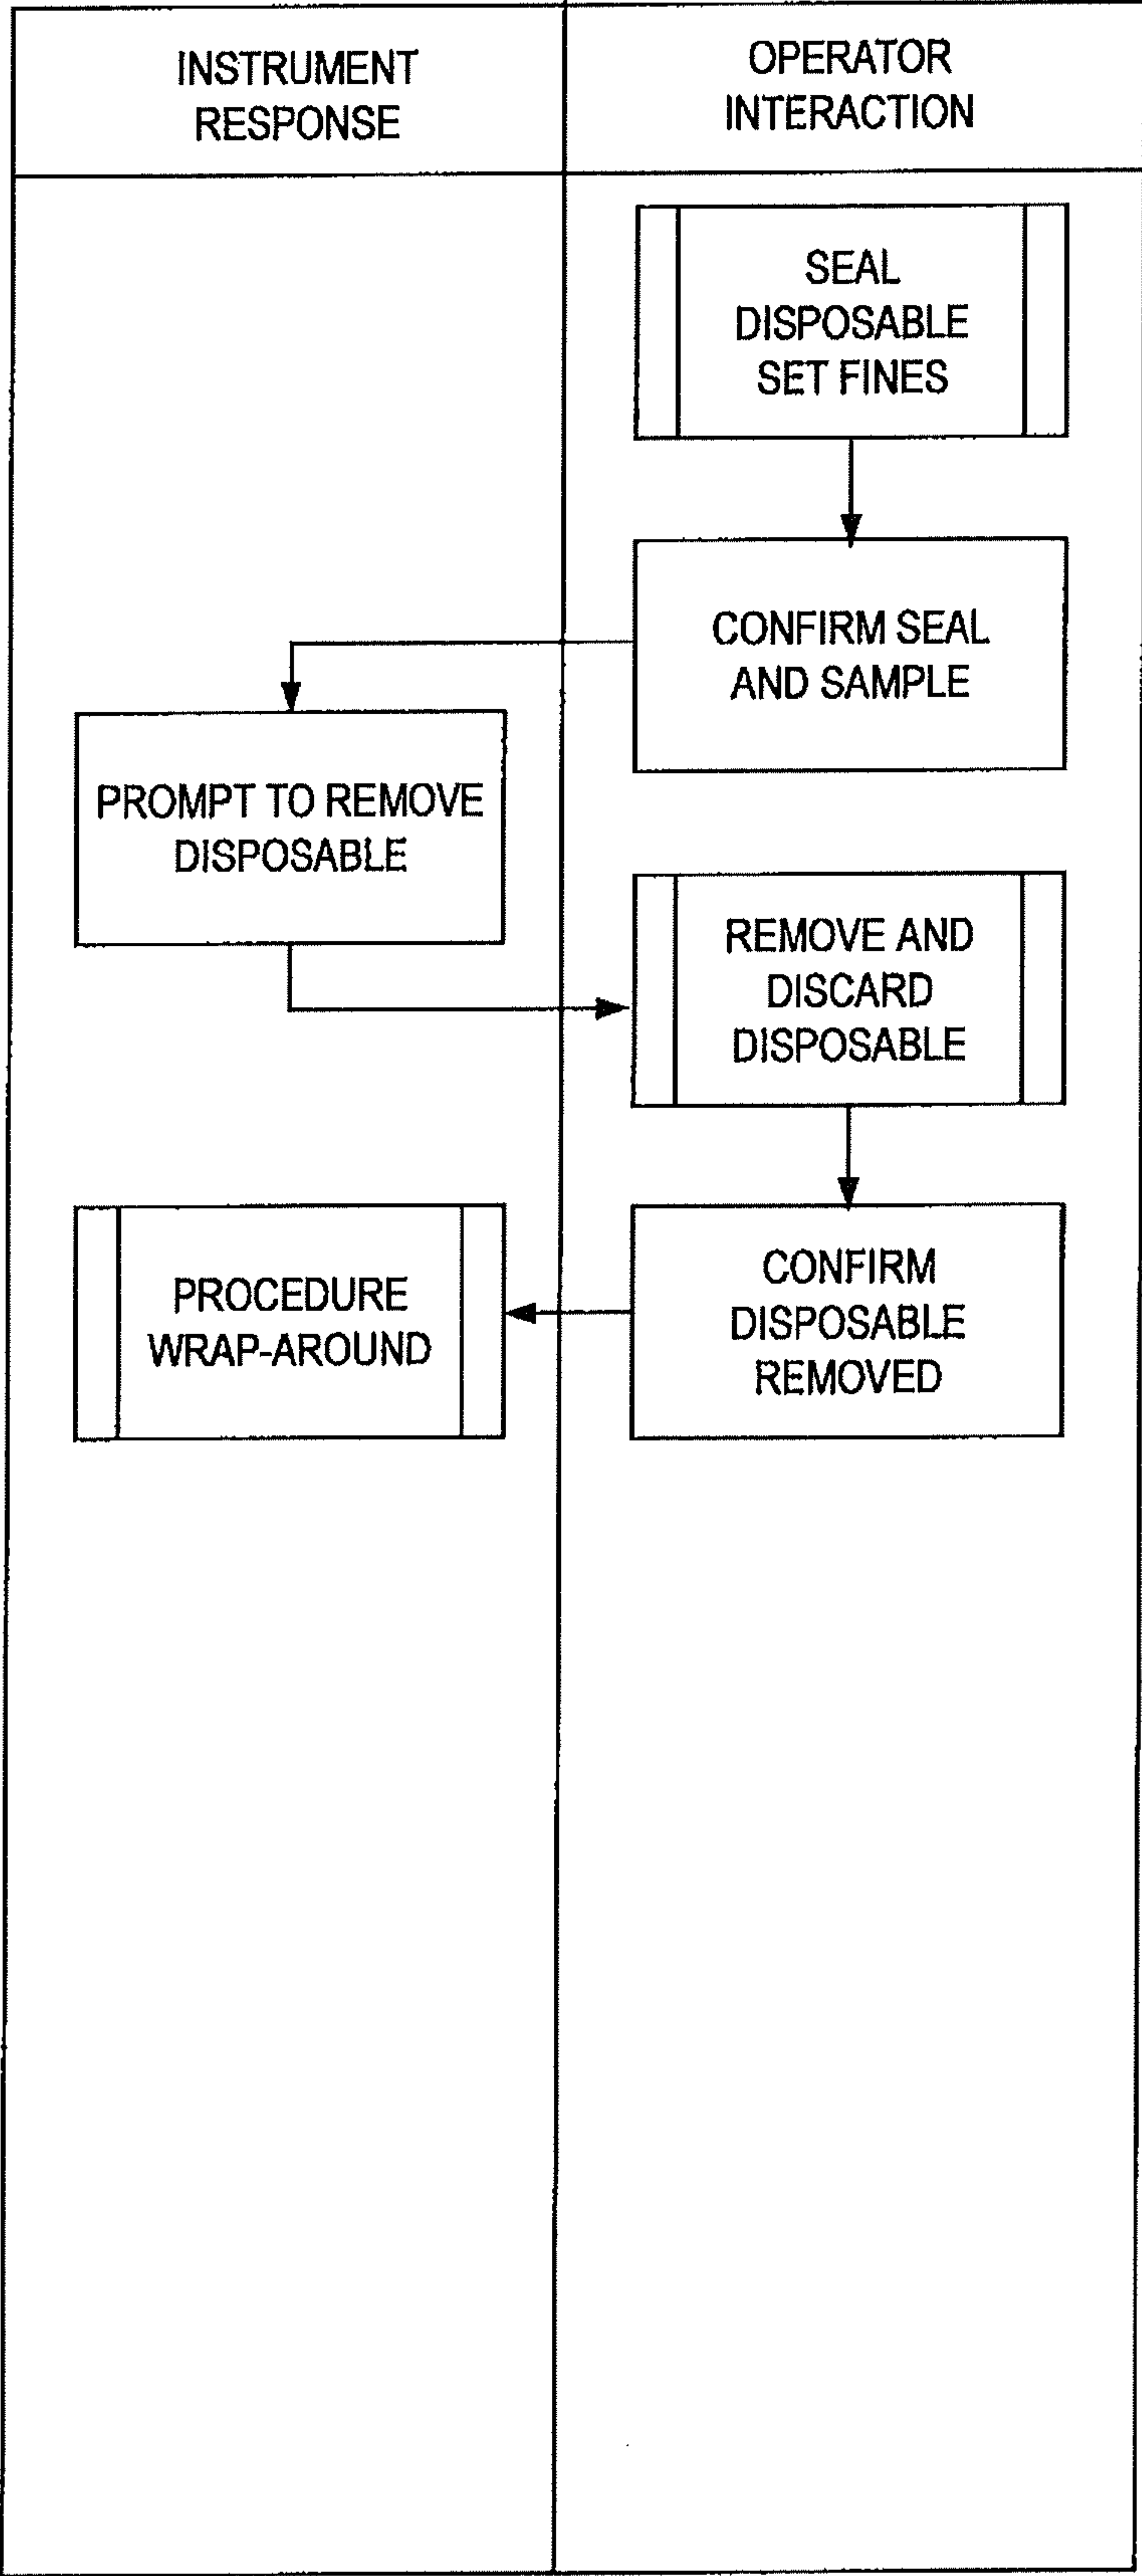 INSTRUMENT
RESPONSE
OPERATOR
INTERACTION
SEAL
DISPOSABLE
SET FINES
CONFIRM SEAL
AND SAMPLE
PROMPT TO REMOVE
DISPOSABLE
REMOVE AND
DISCARD
DISPOSABLE
CONFIRM
DISPOSABLE
REMOVED
PROCEDURE
WRAP-AROUND